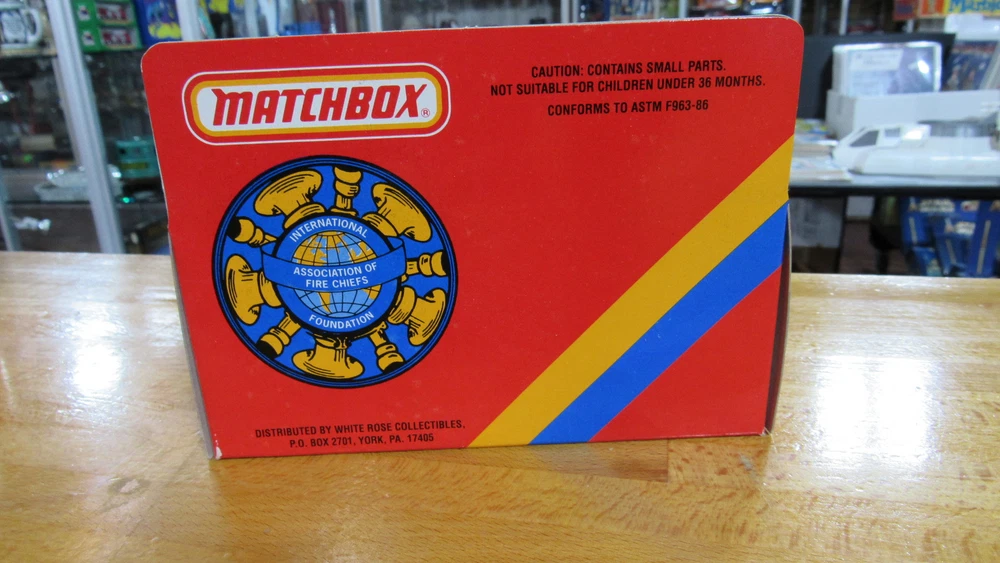 MATCHBOX®
CAUTION: CONTAINS SMALL PARTS.
NOT SUITABLE FOR CHILDREN UNDER 36 MONTHS.
CONFORMS TO ASTM F963-86
INTERNATIONAL
ASSOCIATION OF
FIRE CHIEFS
FOUNDATION
DISTRIBUTED BY WHITE ROSE COLLECTIBLES,
P.O. BOX 2701, YORK, PA. 17405